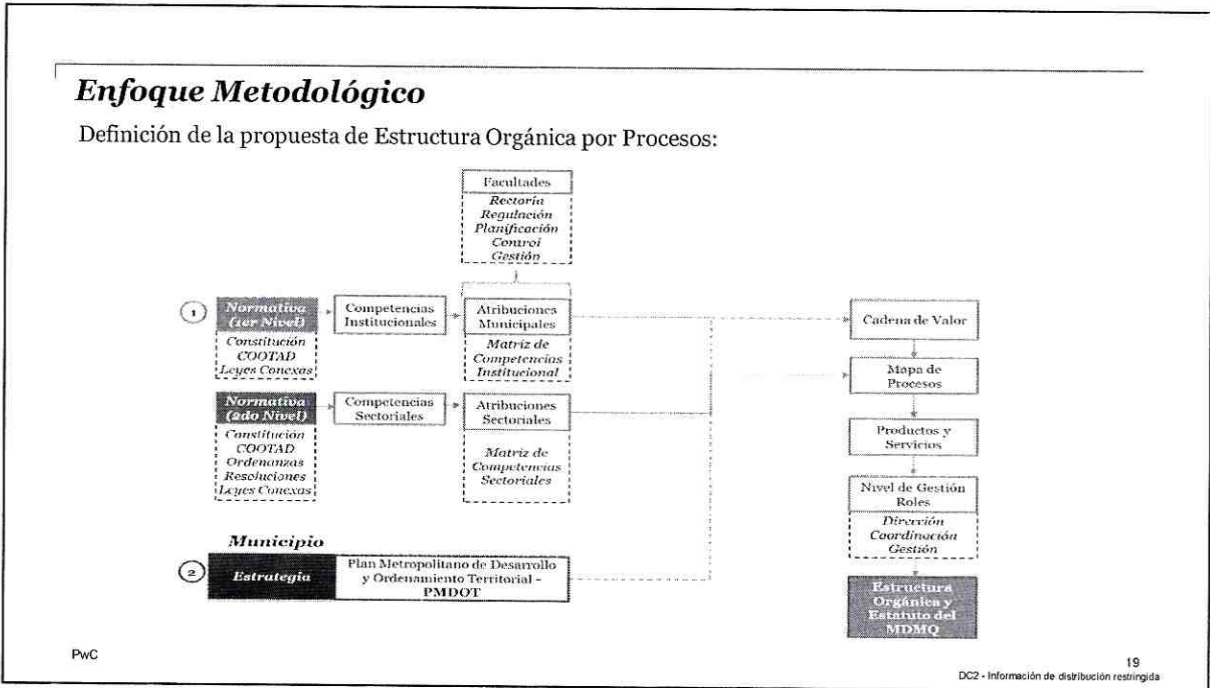 Enfoque Metodológico
Definición de la propuesta de Estructura Orgánica por Procesos:
Facultades
Rectoría
Regulación
Planificación
Control
Gestión
1
Normativa
(1er Nivel)
Constitución
COOTAD
Leyes Conexas
Competencias
Institucionales
Atribuciones
Municipales
Matriz de
Competencias
Institucional
Normativa
(2do Nivel)
Constitución
COOTAD
Ordenanzas
Resoluciones
Leyes Conexas
Competencias
Sectoriales
Atribuciones
Sectoriales
Matriz de
Competencias
Sectoriales
Municipio
2
Estrategia
Plan Metropolitano de Desarrollo
y Ordenamiento Territorial –
PMDOT
Cadena de Valor
Mapa de
Procesos
Productos y
Servicios
Nivel de Gestión
Roles
Dirección
Coordinación
Gestión
Estructura
Orgánica y
Estatuto del
MDMQ
PwC
19
DC2 - Información de distribución restringida